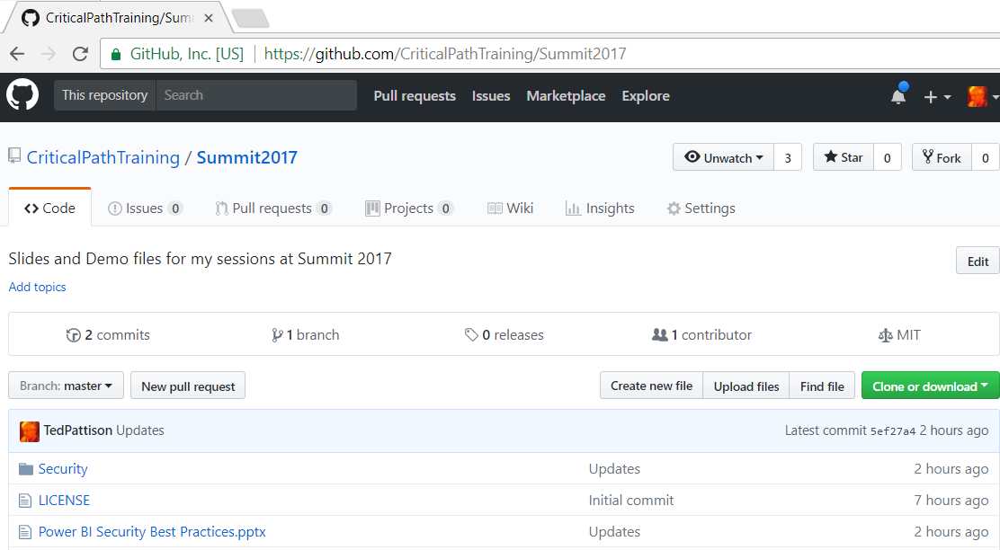 CriticalPathTraining/Sum
GitHub, Inc. [US] https://github.com/CriticalPathTraining/Summit2017
This repository Search Pull requests Issues Marketplace Explore
CriticalPathTraining / Summit2017 Unwatch 3 Star 0 Fork 0
Code Issues 0 Pull requests 0 Projects 0 Wiki Insights Settings
Slides and Demo files for my sessions at Summit 2017 Edit
Add topics
2 commits 1 branch 0 releases 1 contributor MIT
Branch: master New pull request Create new file Upload files Find file Clone or download
TedPattison Updates Latest commit 5ef27a4 2 hours ago
Security Updates 2 hours ago
LICENSE Initial commit 7 hours ago
Power BI Security Best Practices.pptx Updates 2 hours ago